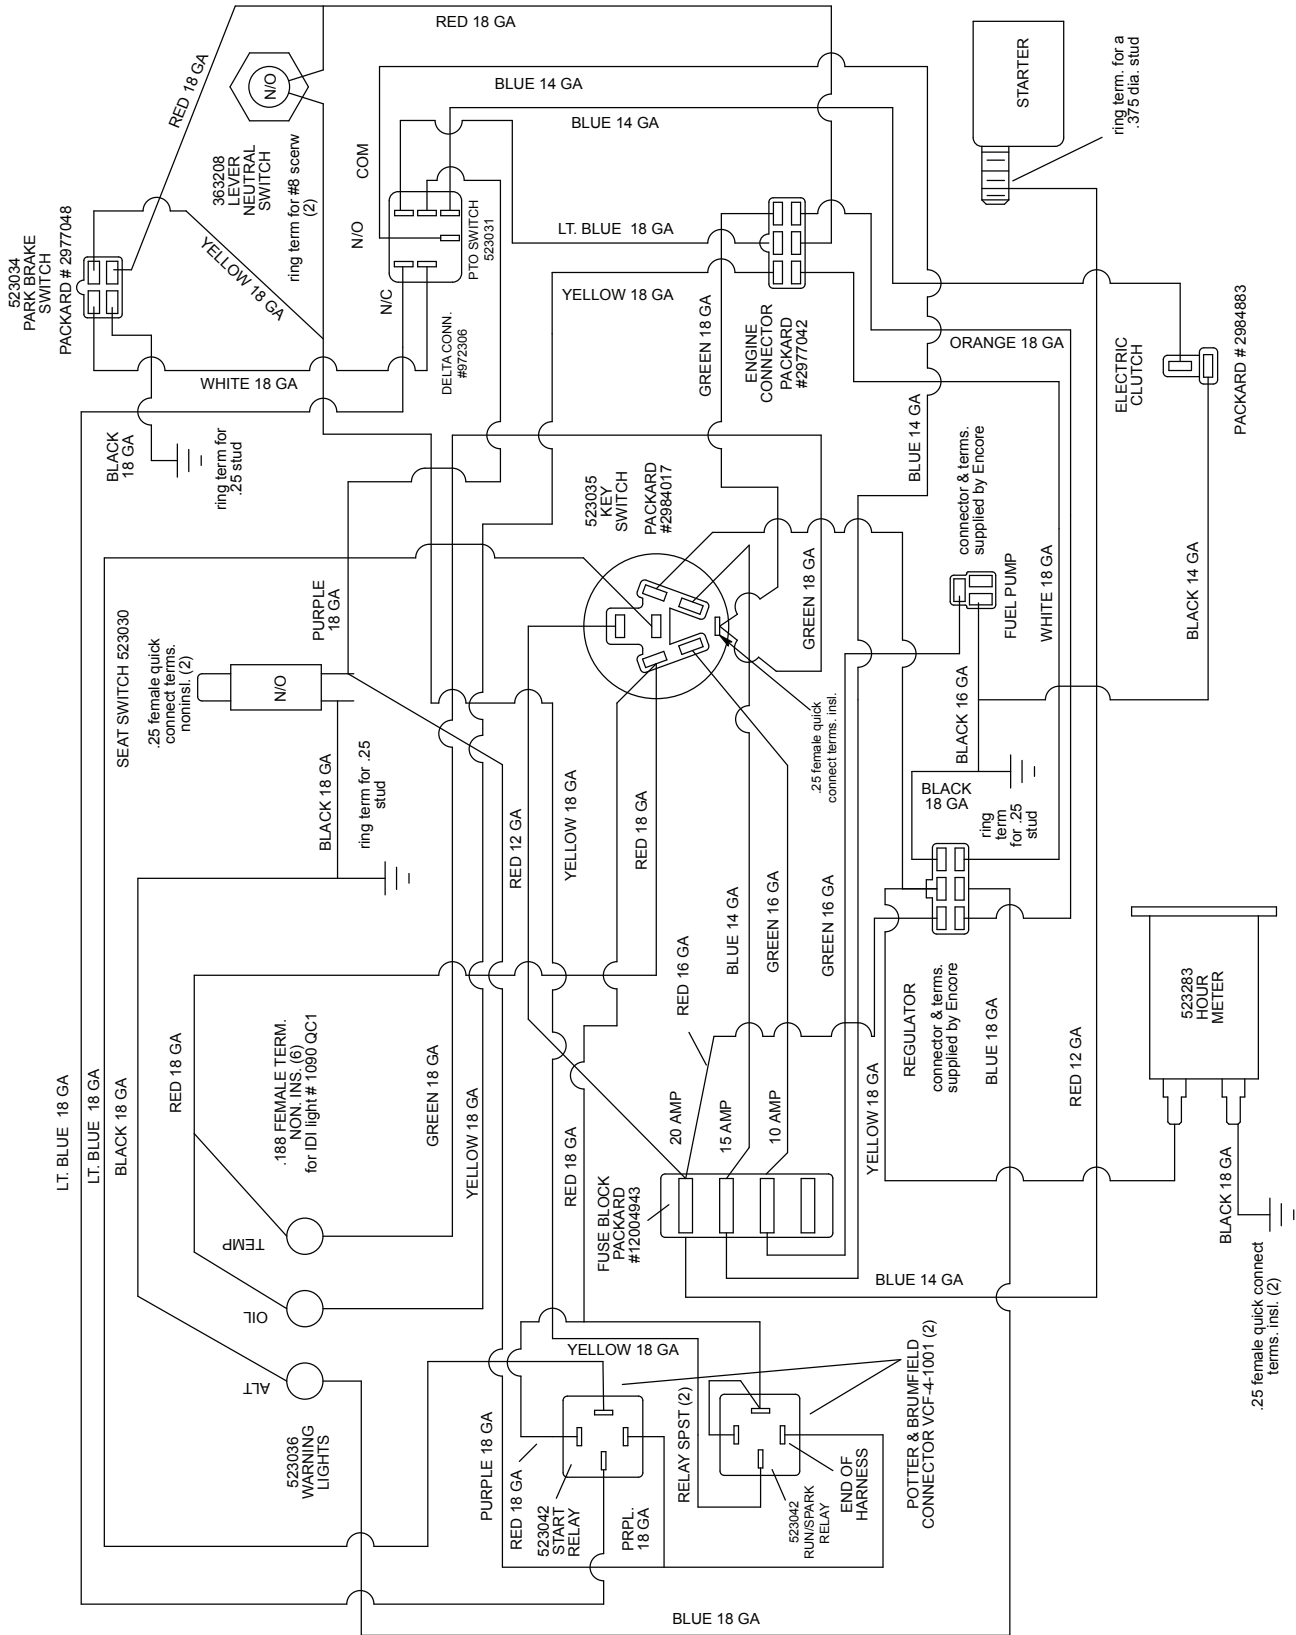 RED 18 GA
BLUE 14 GA
BLUE 14 GA
RED 18 GA
N/O
363208
LEVER
NEUTRAL
SWITCH
ring term for #8 scerw
(2)
523034
PARK BRAKE
SWITCH
PACKARD # 2977048
YELLOW 18 GA
COM
N/O
N/C
PTO SWITCH
523031
DELTA CONN.
#972306
LT. BLUE 18 GA
YELLOW 18 GA
WHITE 18 GA
BLACK
18 GA
ring term for
.25 stud
STARTER
ring term. for a
.375 dia. stud
GREEN 18 GA
ENGINE
CONNECTOR
PACKARD
#2977042
ORANGE 18 GA
ELECTRIC
CLUTCH
PACKARD # 2984883
BLUE 14 GA
523035
KEY
SWITCH
PACKARD
#2984017
connector & terms.
supplied by Encore
FUEL PUMP
WHITE 18 GA
BLACK 14 GA
GREEN 18 GA
SEAT SWITCH 523030
.25 female quick
connect terms.
noninsl. (2)
N/O
PURPLE
18 GA
BLACK 18 GA
ring term for .25
stud
.25 female quick
connect terms. insl.
BLACK 16 GA
BLACK
18 GA
ring
term
for .25
stud
RED 12 GA
YELLOW 18 GA
RED 18 GA
BLUE 14 GA
GREEN 16 GA
GREEN 16 GA
RED 16 GA
REGULATOR
connector & terms.
supplied by Encore
BLUE 18 GA
RED 12 GA
523283
HOUR
METER
LT. BLUE 18 GA
LT. BLUE 18 GA
BLACK 18 GA
RED 18 GA
.188 FEMALE TERM.
NON. INS. (6)
for IDI light # 1090 QC1
GREEN 18 GA
YELLOW 18 GA
RED 18 GA
20 AMP
15 AMP
10 AMP
YELLOW 18 GA
FUSE BLOCK
PACKARD
#12004943
BLACK 18 GA
.25 female quick connect
terms. insl. (2)
BLUE 14 GA
TEMP
OIL
ALT
523036
WARNING
LIGHTS
YELLOW 18 GA
PURPLE 18 GA
RED 18 GA
523042
START
RELAY
PRPL.
18 GA
RELAY SPST (2)
523042
RUN/SPARK
RELAY
END OF
HARNESS
POTTER & BRUMFIELD
CONNECTOR VCF-4-1001 (2)
BLUE 18 GA